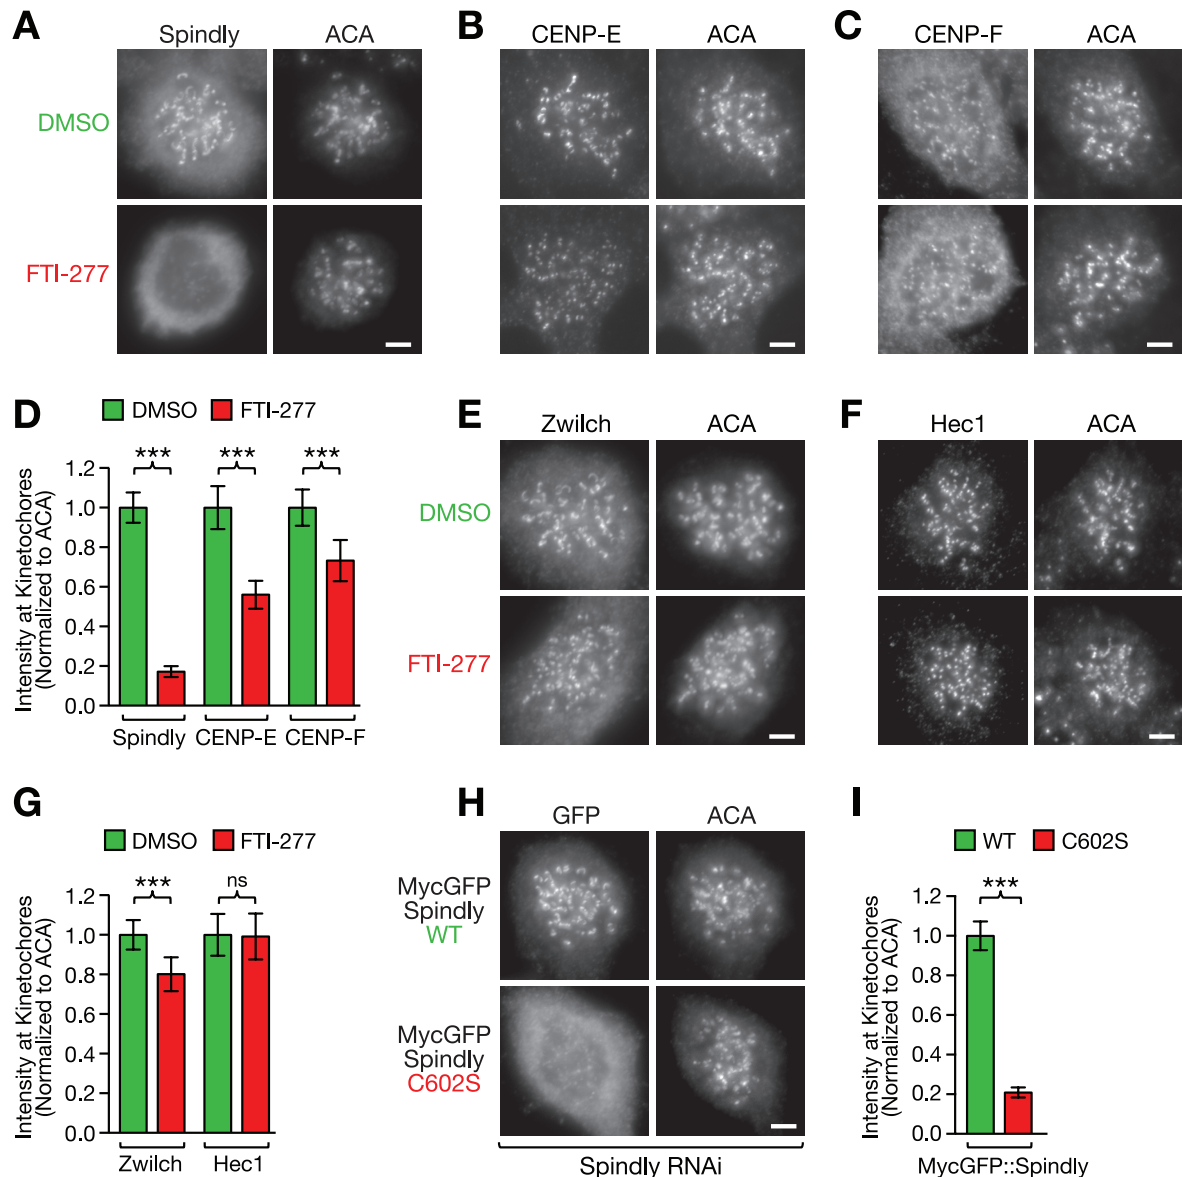 A
Spindly ACA
DMSO
FTI-277
B
CENP-E ACA
C
CENP-F ACA
D
DMSO FTI-277
Intensity at Kinetochores
(Normalized to ACA)
1.2
1.0
0.8
0.6
0.4
0.2
0.0
*** *** ***
Spindly CENP-E CENP-F
E
Zwilch ACA
DMSO
FTI-277
F
Hec1 ACA
G
DMSO FTI-277
Intensity at Kinetochores
(Normalized to ACA)
1.2
1.0
0.8
0.6
0.4
0.2
0.0
*** ns
Zwilch Hec1
H
GFP ACA
MycGFP
Spindly
WT
MycGFP
Spindly
C602S
Spindly RNAi
I
WT C602S
Intensity at Kinetochores
(Normalized to ACA)
1.2
1.0
0.8
0.6
0.4
0.2
0.0
***
MycGFP::Spindly